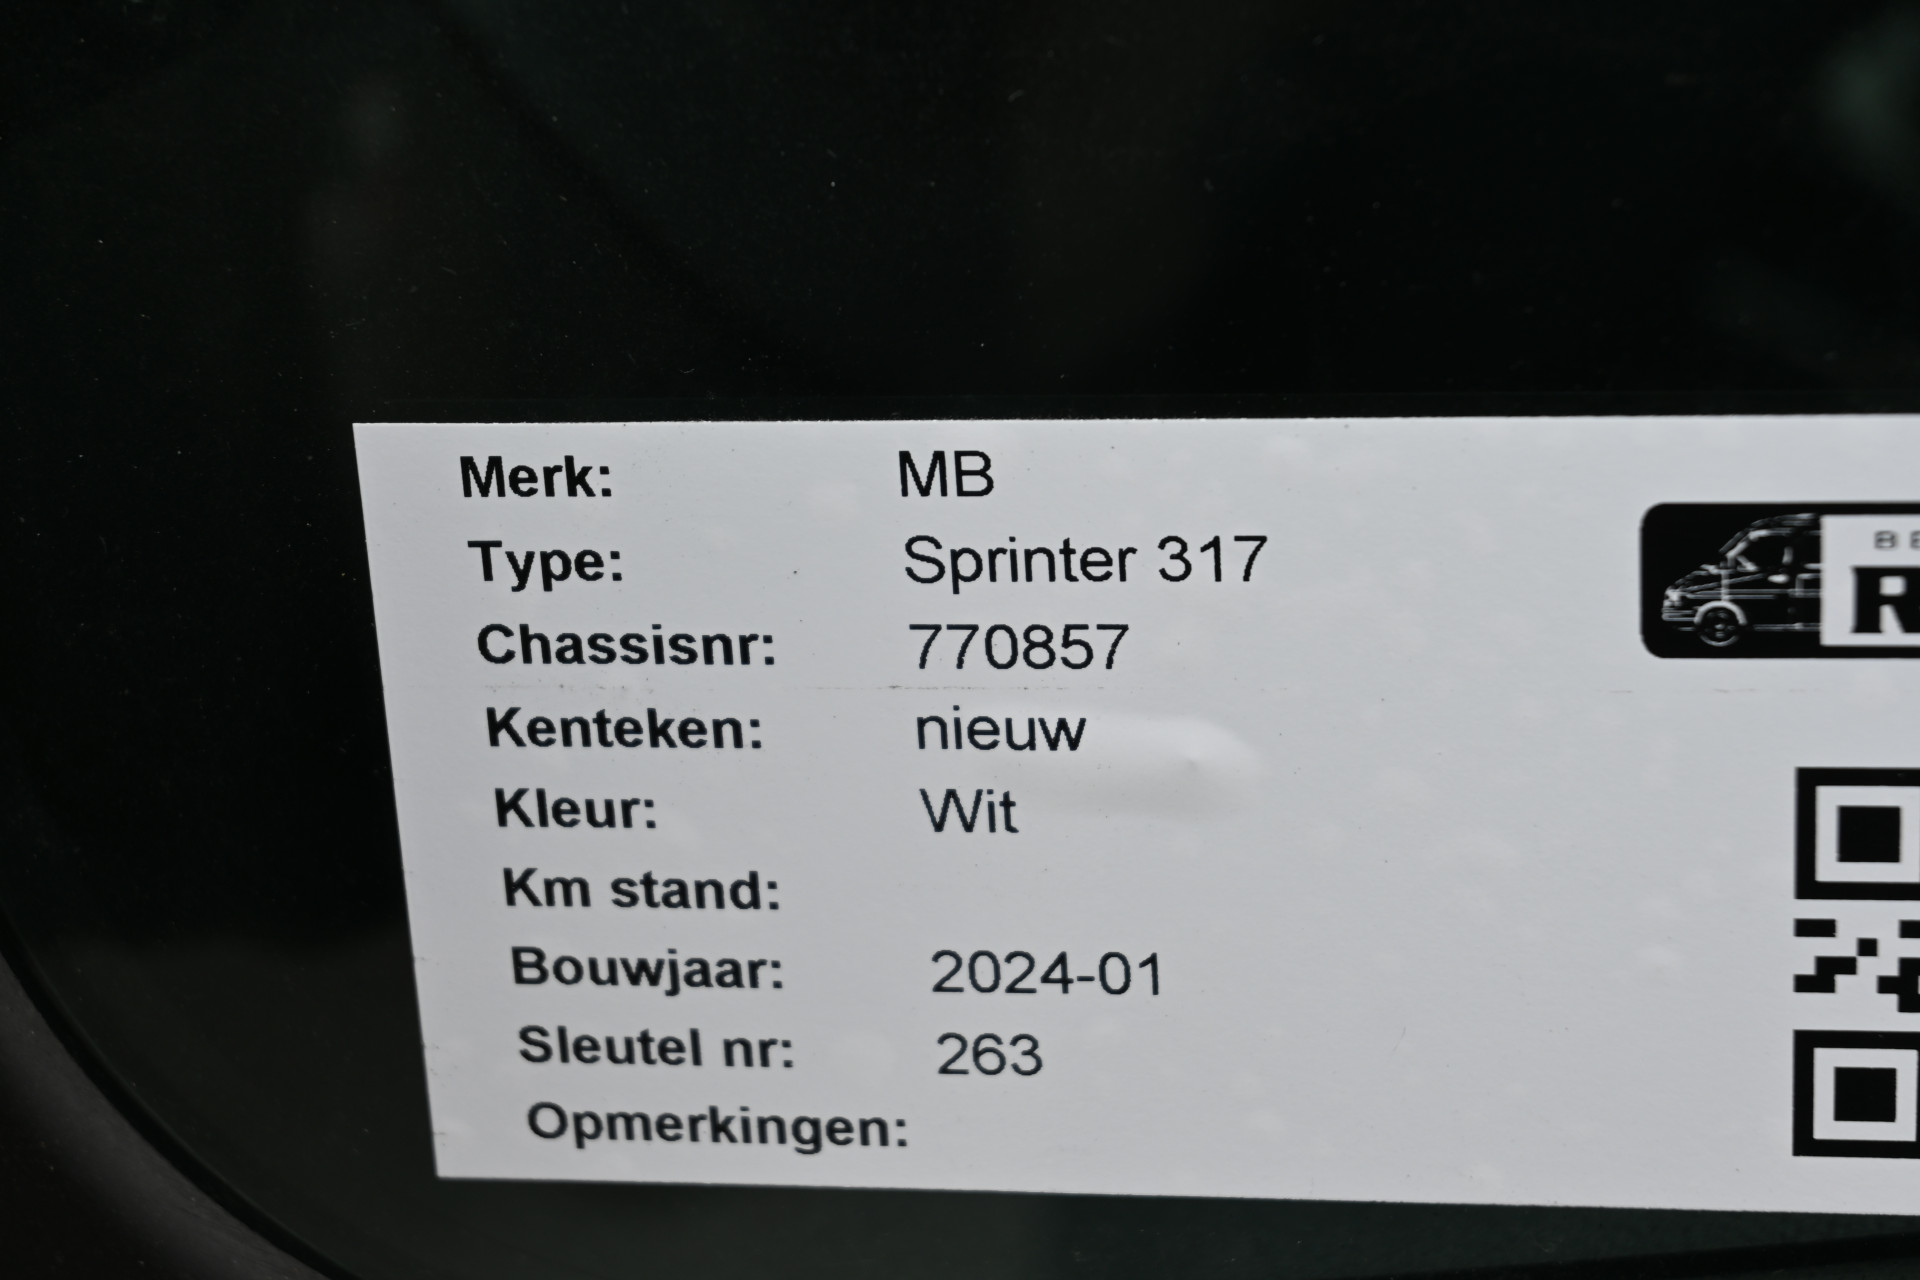 Merk: MB
Type: Sprinter 317
Chassisnr: 770857
Kenteken: nieuw
Kleur: Wit
Km stand:
Bouwjaar: 2024-01
Sleutel nr: 263
Opmerkingen: